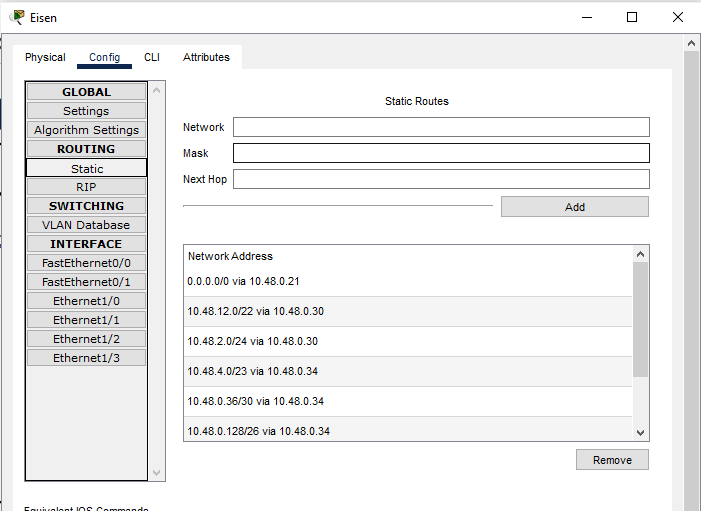 Eisen
Physical Config CLI Attributes
GLOBAL
Settings
Algorithm Settings
ROUTING
Static
RIP
SWITCHING
VLAN Database
INTERFACE
FastEthernet0/0
FastEthernet0/1
Ethernet1/0
Ethernet1/1
Ethernet1/2
Ethernet1/3
Static Routes
Network
Mask
Next Hop
Add
Network Address
0.0.0.0/0 via 10.48.0.21
10.48.12.0/22 via 10.48.0.30
10.48.2.0/24 via 10.48.0.30
10.48.4.0/23 via 10.48.0.34
10.48.0.36/30 via 10.48.0.34
10.48.0.128/26 via 10.48.0.34
Remove
Equivalent IOS Commands